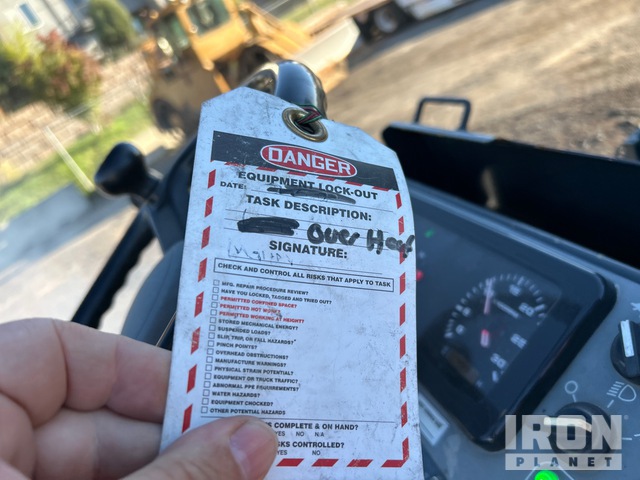 DANGER
EQUIPMENT LOCK-OUT
DATE:
TASK DESCRIPTION:
Over Heat
SIGNATURE:
CHECK AND CONTROL ALL RISKS THAT APPLY TO TASK
MFG. REPAIR PROCEDURE REVIEW?
HAVE YOU LOCKED, TAGGED AND TRIED OUT?
PERMITTED CONFINED SPACE?
PERMITTED HOT WORK?
PERMITTED WORKING AT HEIGHT?
STORED MECHANICAL ENERGY?
SUSPENDED LOADS?
SLIP, TRIP, OR FALL HAZARDS?
PINCH POINTS?
OVERHEAD OBSTRUCTIONS?
MANUFACTURE WARNINGS?
PHYSICAL STRAIN POTENTIAL?
EQUIPMENT OR TRUCK TRAFFIC?
ABNORMAL PPE REQUIREMENTS?
WATER HAZARDS?
EQUIPMENT CHOCKED?
OTHER POTENTIAL HAZARDS
COMPLETE & ON HAND?
YES NO N/A
CONTROLLED?
YES NO
IRON
PLANET